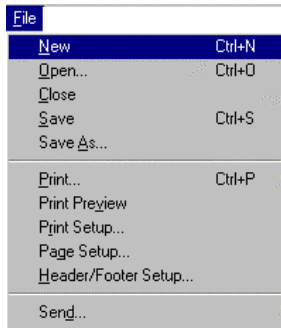 File
New Ctrl+N
Open... Ctrl+O
Close
Save Ctrl+S
Save As...
Print... Ctrl+P
Print Preview
Print Setup...
Page Setup...
Header/Footer Setup...
Send...